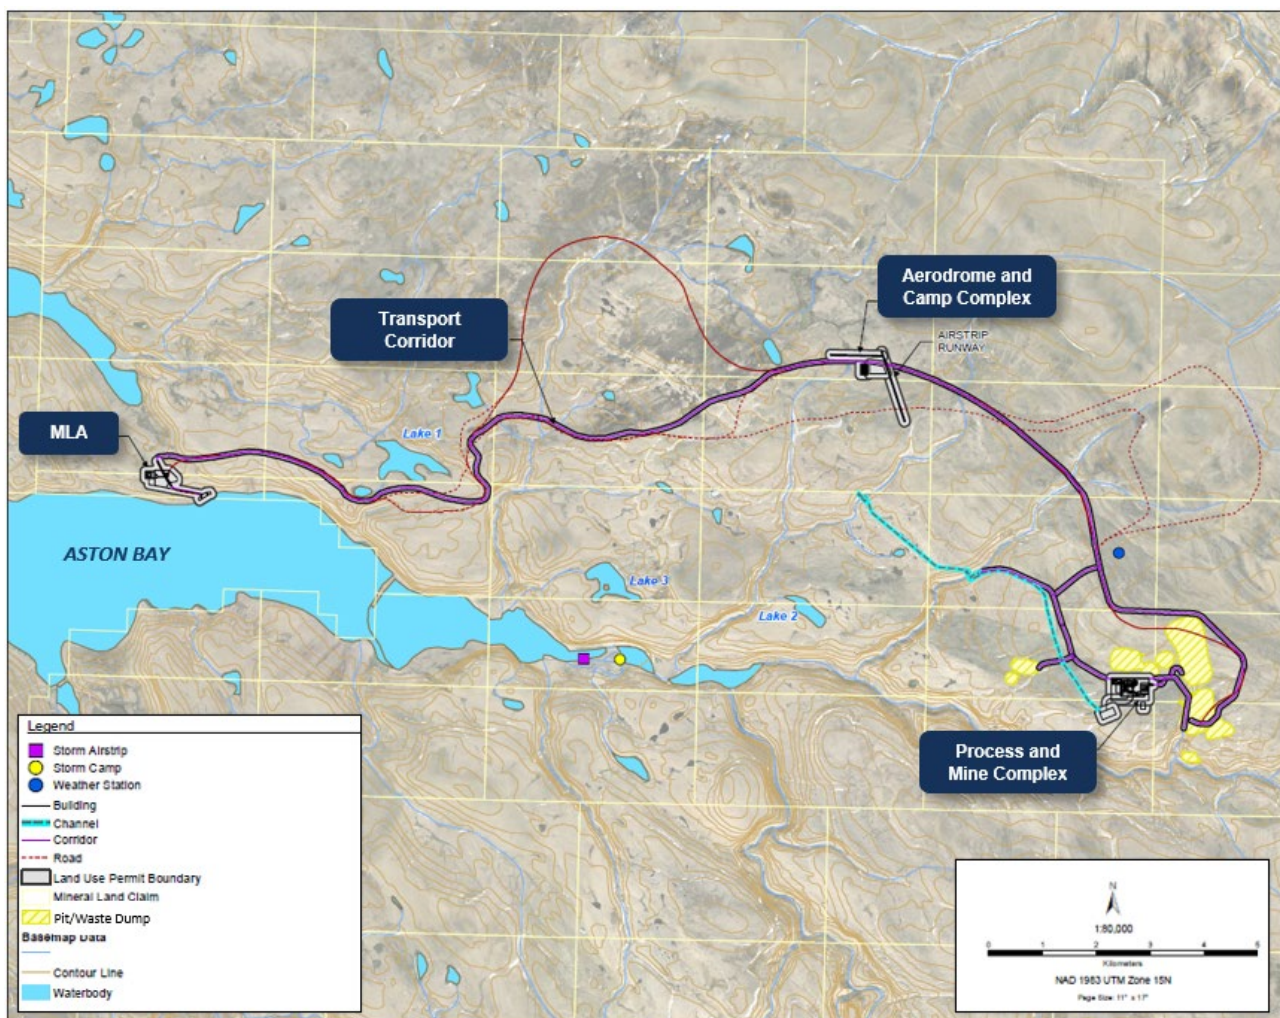 Aerodrome and
Camp Complex
Transport
Corridor
AIRSTRIP
RUNWAY
MLA
Lake 1
ASTON BAY
Lake 3
Lake 2
Process and
Mine Complex
Legend
Storm Airstrip
Storm Camp
Weather Station
Building
Channel
Corridor
Road
Land Use Permit Boundary
Mineral Land Claim
Pit/Waste Dump
Basemap Data
Contour Line
Waterbody
N
1:80,000
0 1 2 3 4 5
Kilometers
NAD 1983 UTM Zone 15N
Page Size: 11" x 17"